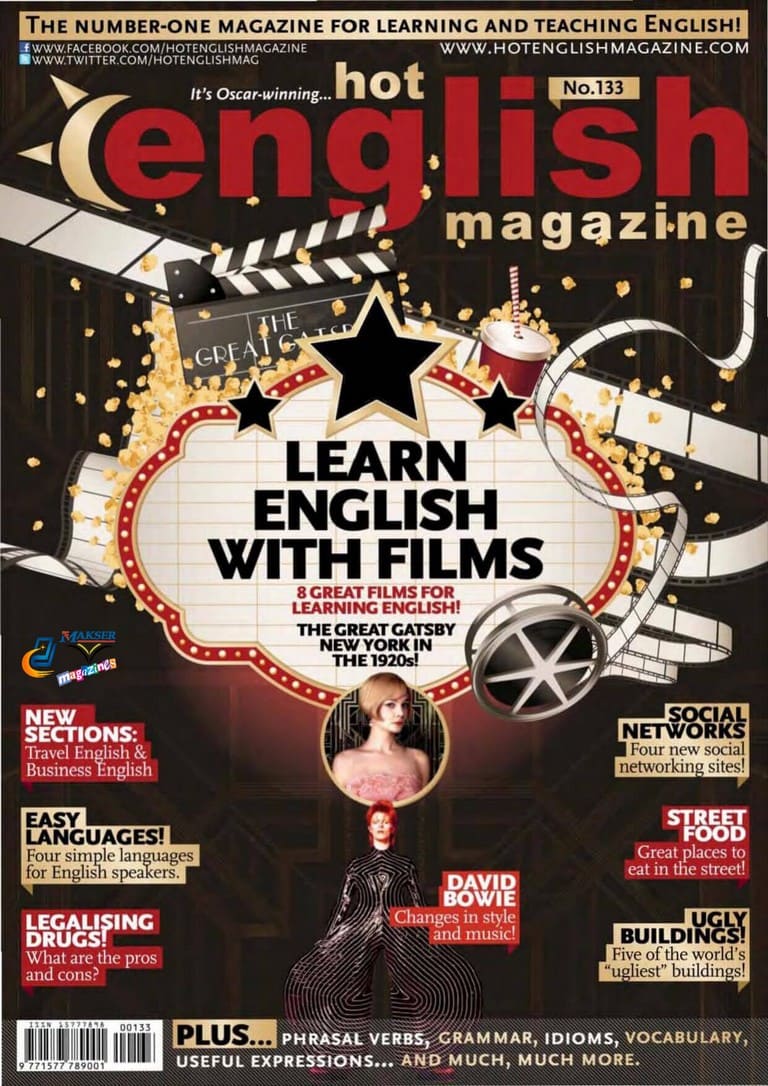 THE NUMBER-ONE MAGAZINE FOR LEARNING AND TEACHING ENGLISH!
WWW.FACEBOOK.COM/HOTENGLISHMAGAZINE
WWW.TWITTER.COM/HOTENGLISHMAG
WWW.HOTENGLISHMAGAZINE.COM
It's Oscar-winning...
hot
No.133
english
magazine
THE
GREAT GATSB
LEARN
ENGLISH
WITH FILMS
8 GREAT FILMS FOR
LEARNING ENGLISH!
THE GREAT GATSBY
NEW YORK IN
THE 1920s!
MAKSER
magazines
NEW
SECTIONS:
Travel English &
Business English
EASY
LANGUAGES!
Four simple languages
for English speakers.
LEGALISING
DRUGS!
What are the pros
and cons?
DAVID
BOWIE
Changes in style
and music!
SOCIAL
NETWORKS
Four new social
networking sites!
STREET
FOOD
Great places to
eat in the street!
UGLY
BUILDINGS!
Five of the world's
"ugliest" buildings!
ISSN 15777898
00133
9 771577 789001
PLUS... PHRASAL VERBS, GRAMMAR, IDIOMS, VOCABULARY,
USEFUL EXPRESSIONS... AND MUCH, MUCH MORE.